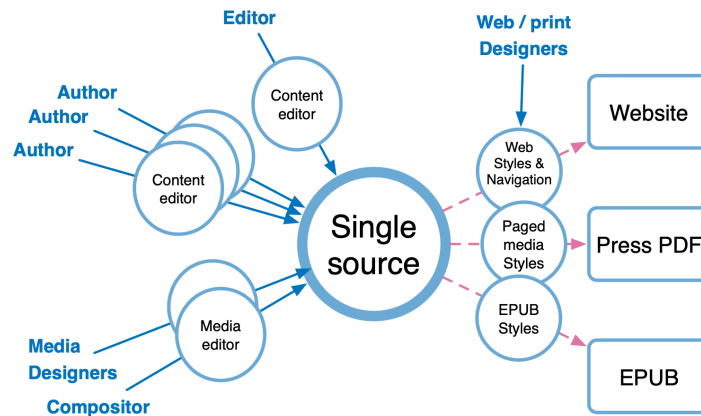 Editor
Web / print
Designers
Author
Author
Author
Content
editor
Content
editor
Web
Styles &
Navigation
Website
Single
source
Paged
media
Styles
Press PDF
Media
editor
EPUB
Styles
Media
Designers
Compositor
EPUB